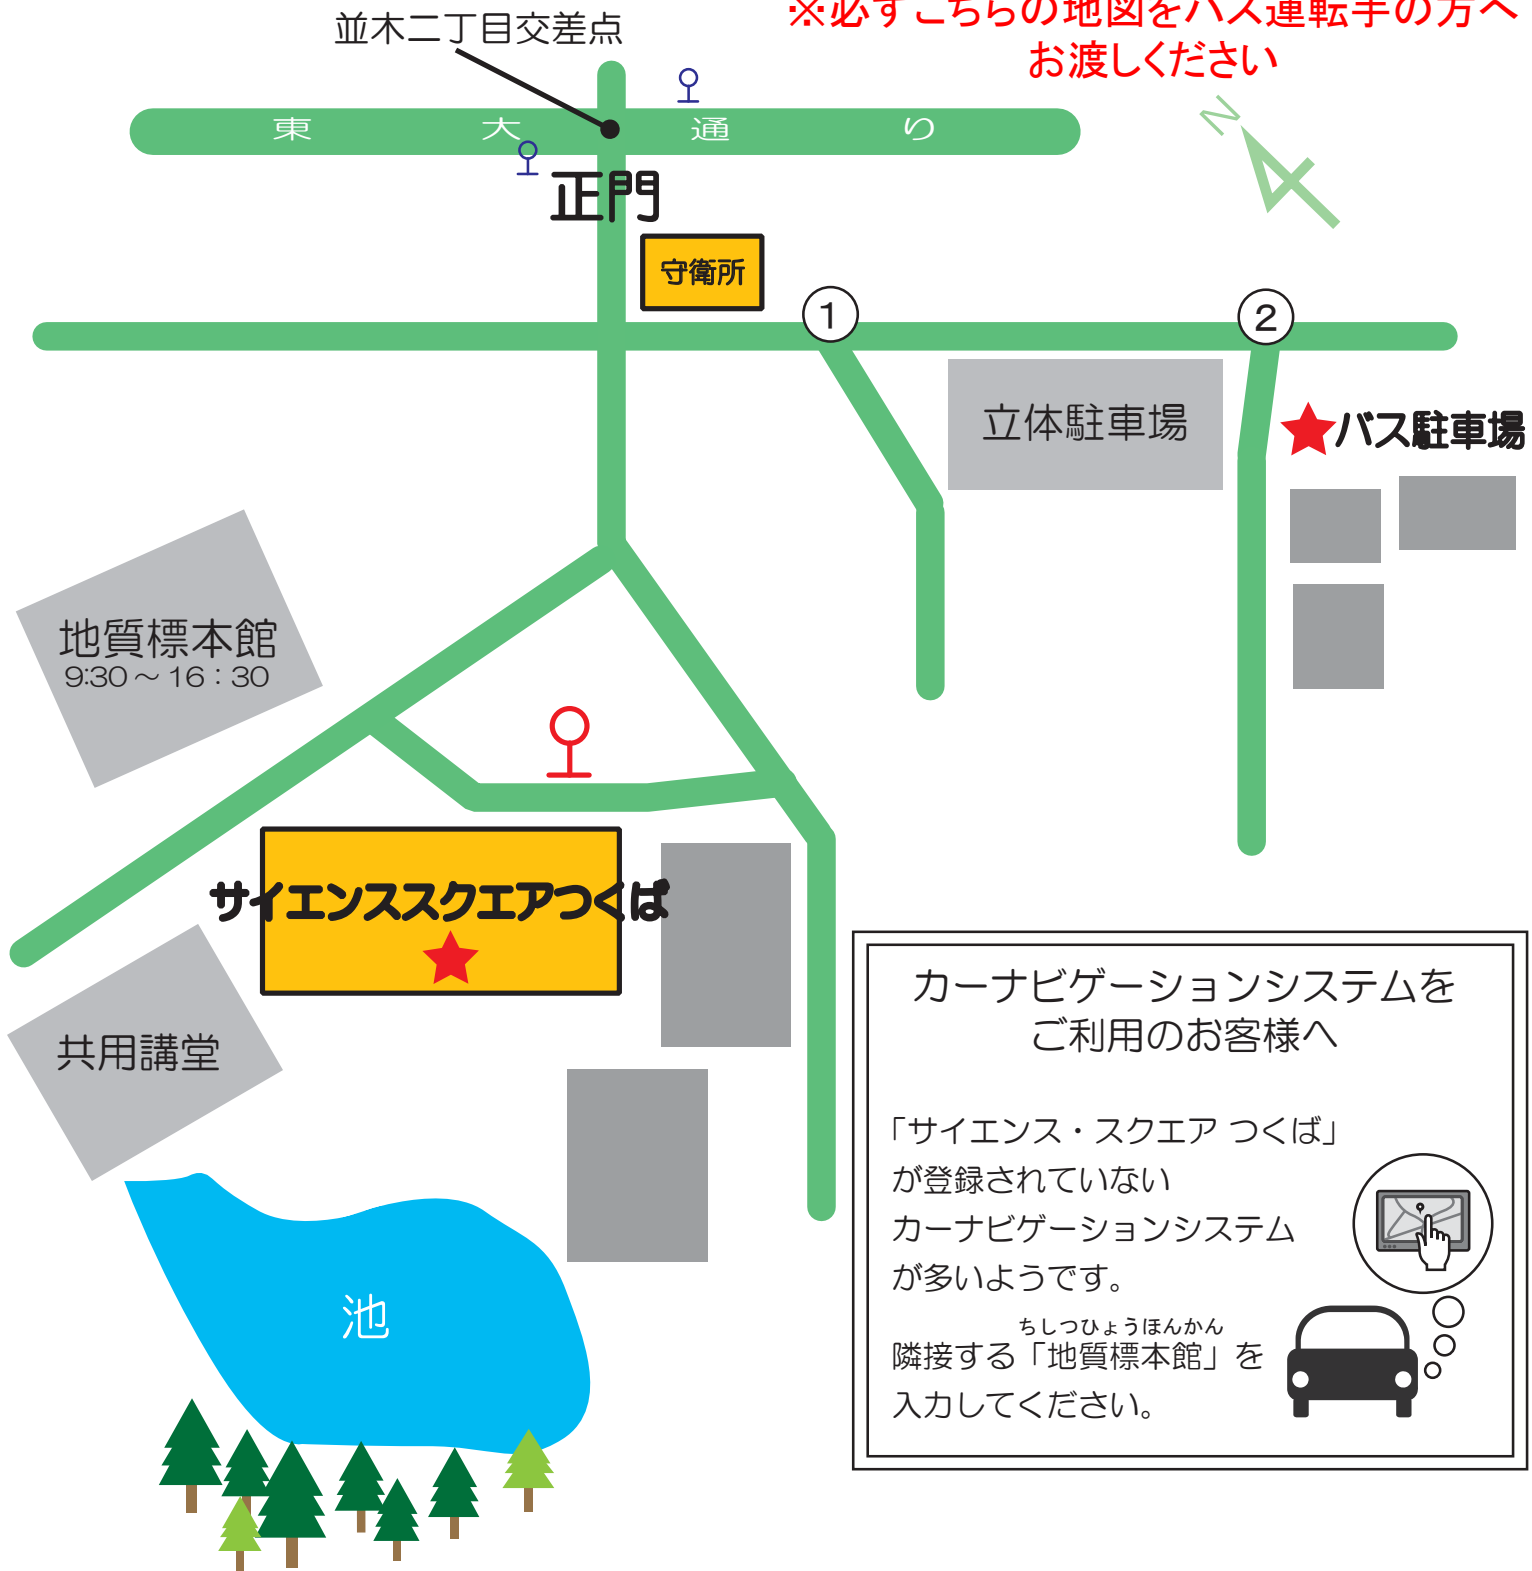 ※必ずこちらの地図をバス運転手の方へ
お渡しください
並木二丁目交差点
東大通り
N
正門
守衛所
1
2
立体駐車場
バス駐車場
地質標本館
9:30～16：30
サイエンススクエアつくば
共用講堂
池
カーナビゲーションシステムを
ご利用のお客様へ
「サイエンス・スクエア つくば」
が登録されていない
カーナビゲーションシステム
が多いようです。
ちしつひょうほんかん
隣接する「地質標本館」を
入力してください。